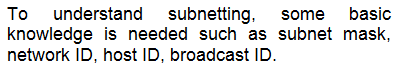 To understand subnetting, some basic
knowledge is needed such as subnet mask,
network ID, host ID, broadcast ID.